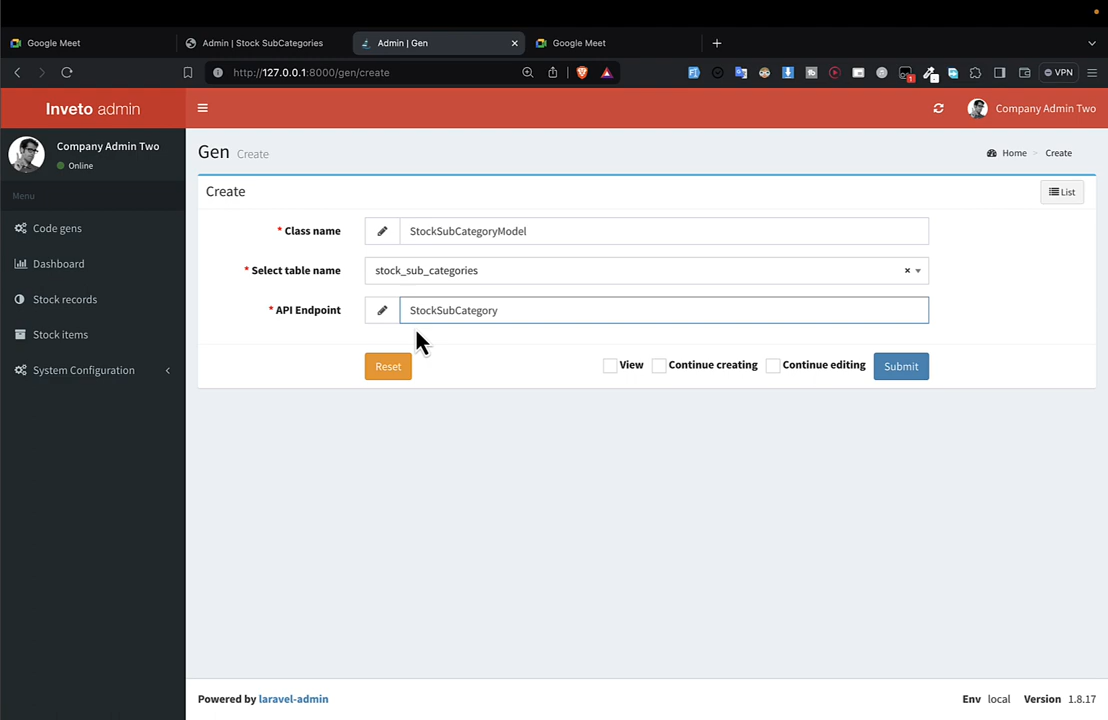 Google Meet
Admin | Stock SubCategories
Admin | Gen
Google Meet
http://127.0.0.1:8000/gen/create
1
VPN
Inveto admin
Company Admin Two
Company Admin Two
Online
Gen Create
Home
Create
Menu
Create
List
Code gens
* Class name
StockSubCategoryModel
Dashboard
* Select table name
stock_sub_categories
Stock records
* API Endpoint
StockSubCategory
Stock items
System Configuration
Reset
View
Continue creating
Continue editing
Submit
Powered by laravel-admin
Env local
Version 1.8.17